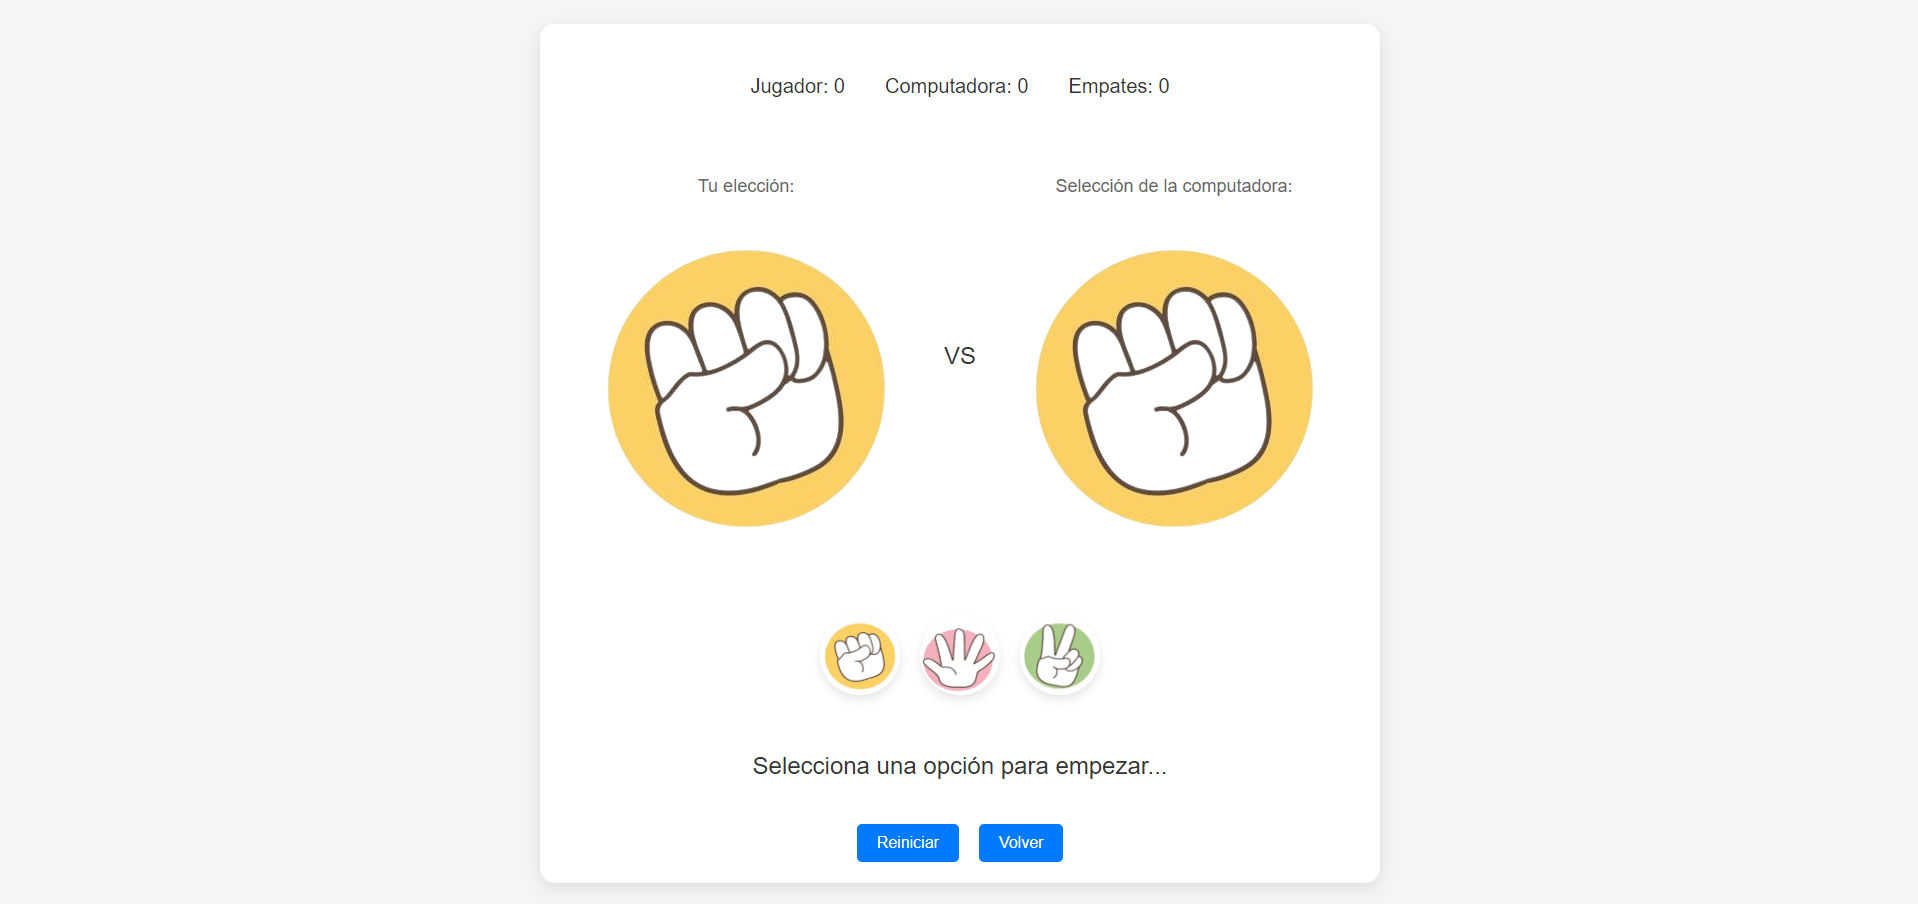 Jugador: 0 Computadora: 0 Empates: 0
Tu elección:
Selección de la computadora:
VS
Selecciona una opción para empezar...
Reiniciar Volver